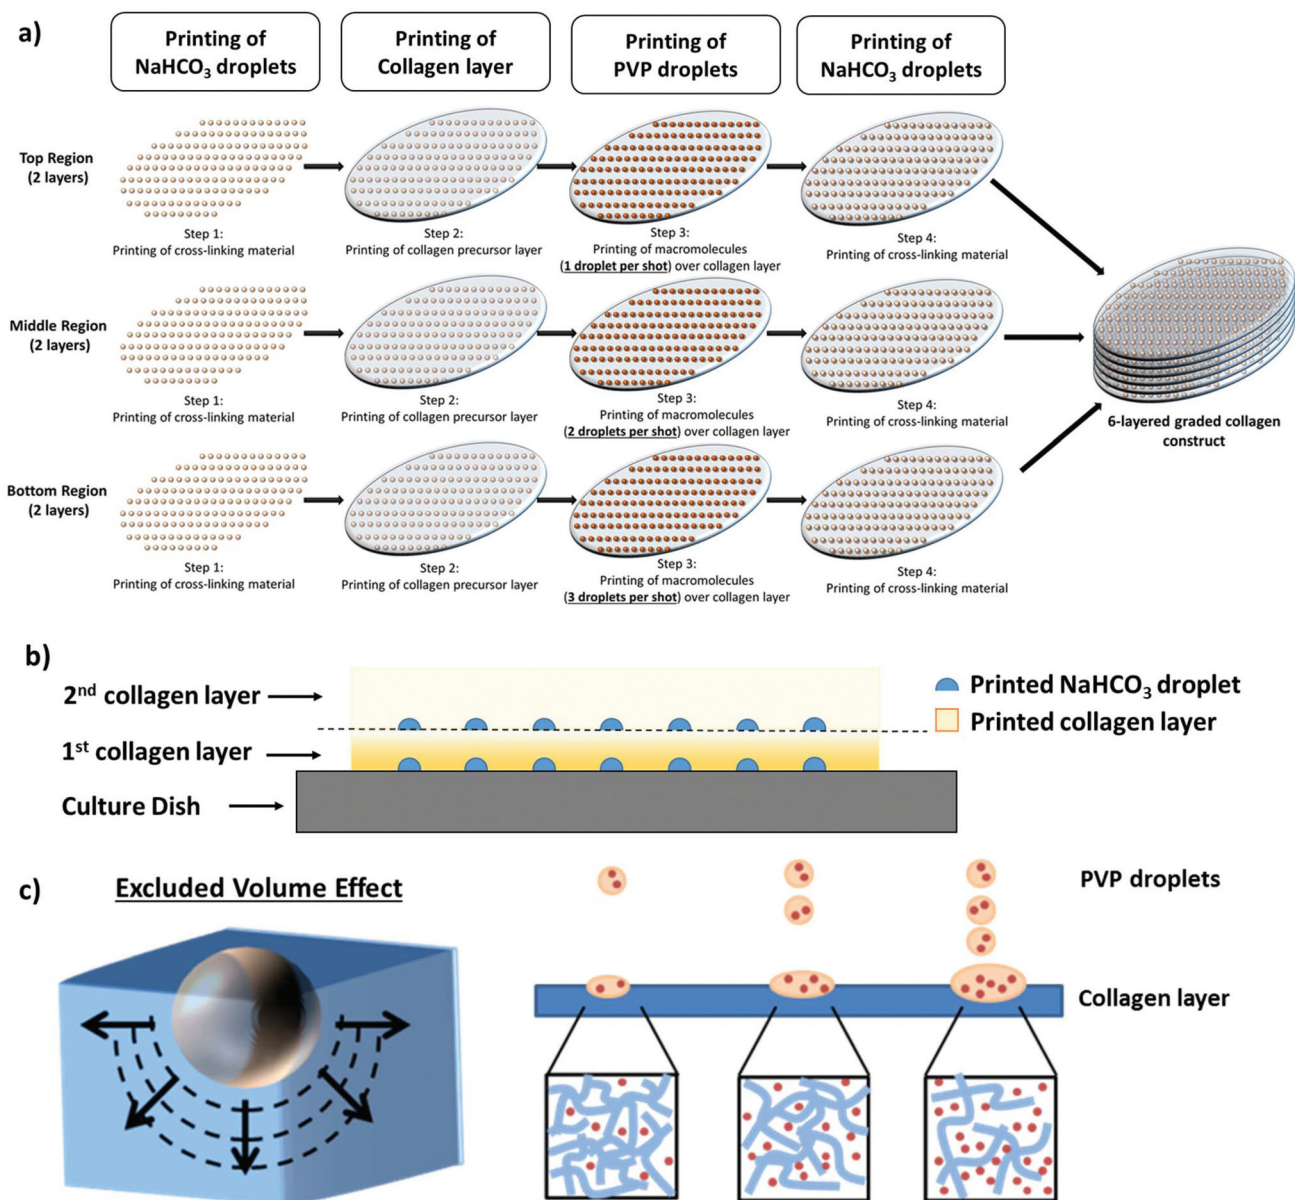 a)
Printing of
NaHCO₃ droplets
Printing of
Collagen layer
Printing of
PVP droplets
Printing of
NaHCO₃ droplets
Top Region
(2 layers)
Step 1:
Printing of cross-linking material
Step 2:
Printing of collagen precursor layer
Step 3:
Printing of macromolecules
(1 droplet per shot) over collagen layer
Step 4:
Printing of cross-linking material
Middle Region
(2 layers)
Step 1:
Printing of cross-linking material
Step 2:
Printing of collagen precursor layer
Step 3:
Printing of macromolecules
(2 droplets per shot) over collagen layer
Step 4:
Printing of cross-linking material
Bottom Region
(2 layers)
Step 1:
Printing of cross-linking material
Step 2:
Printing of collagen precursor layer
Step 3:
Printing of macromolecules
(3 droplets per shot) over collagen layer
Step 4:
Printing of cross-linking material
6-layered graded collagen
construct
b)
2nd collagen layer
1st collagen layer
Culture Dish
Printed NaHCO₃ droplet
Printed collagen layer
c)
Excluded Volume Effect
PVP droplets
Collagen layer